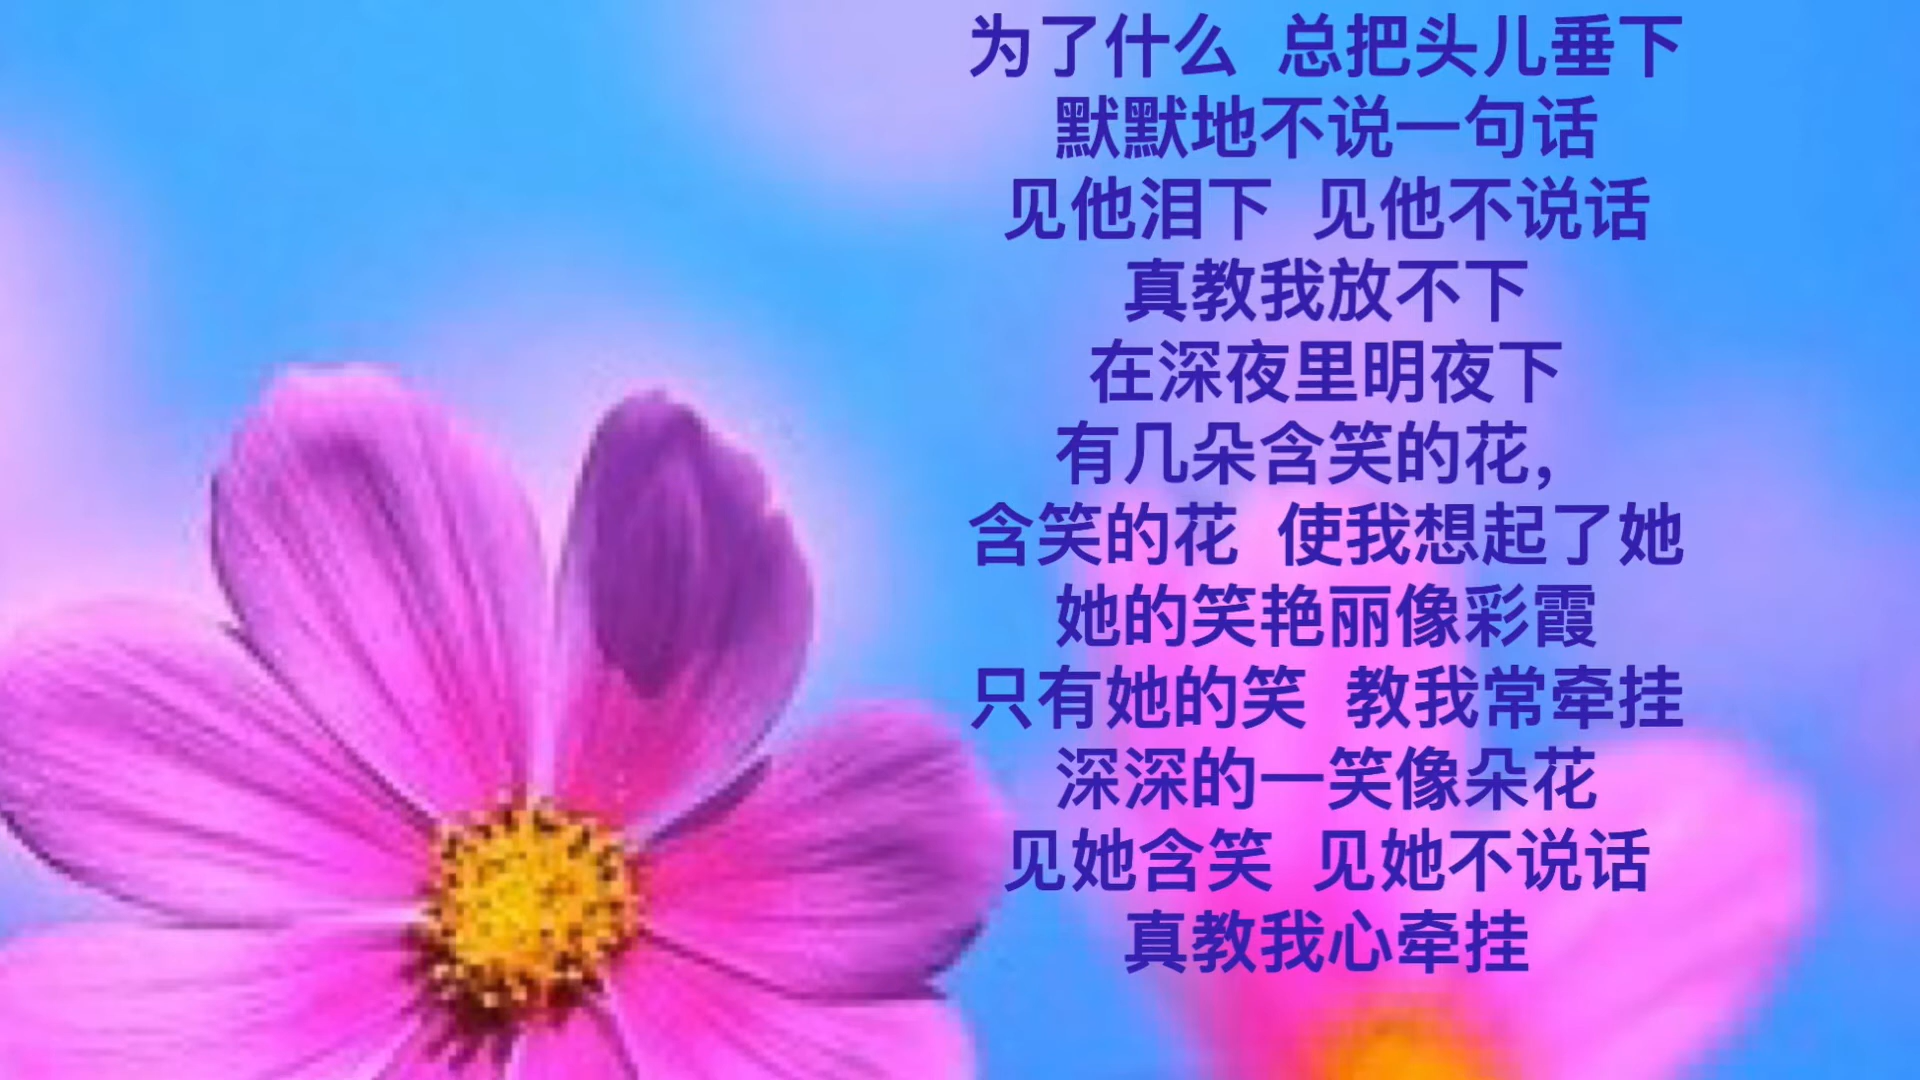 为了什么 总把头儿垂下
默默地不说一句话
见他泪下 见他不说话
真教我放不下
在深夜里明夜下
有几朵含笑的花，
含笑的花 使我想起了她
她的笑艳丽像彩霞
只有她的笑 教我常牵挂
深深的一笑像朵花
见她含笑 见她不说话
真教我心牵挂